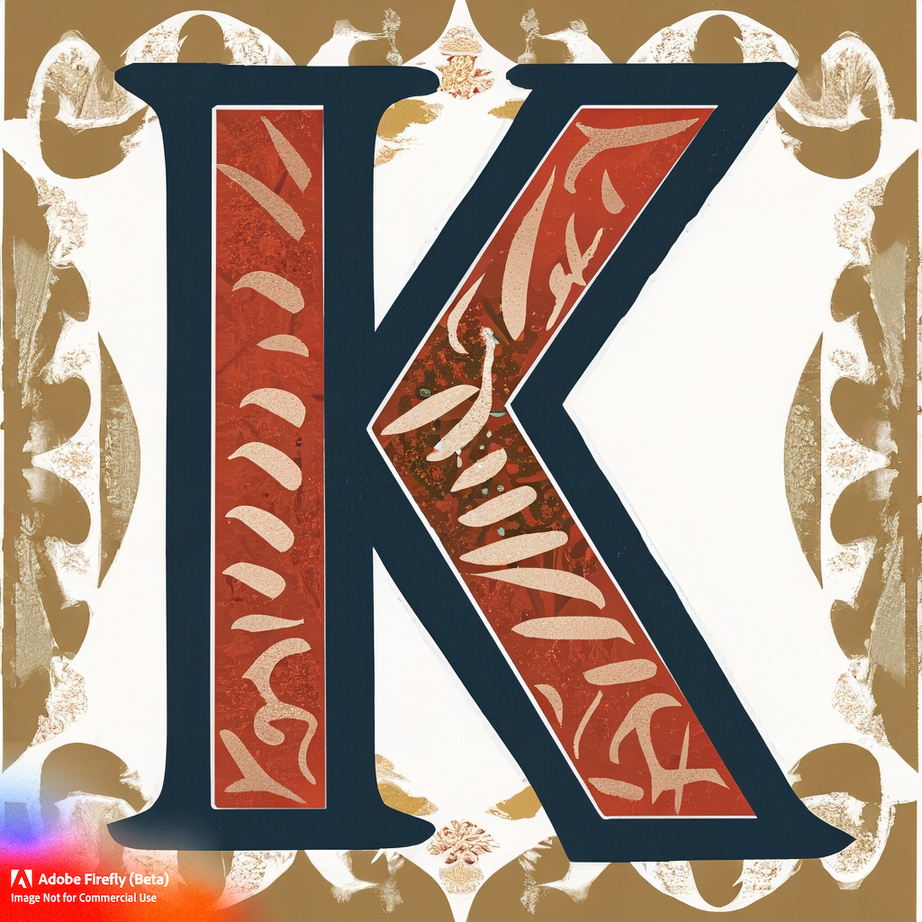 K
Adobe Firefly (Beta)
Image Not for Commercial Use